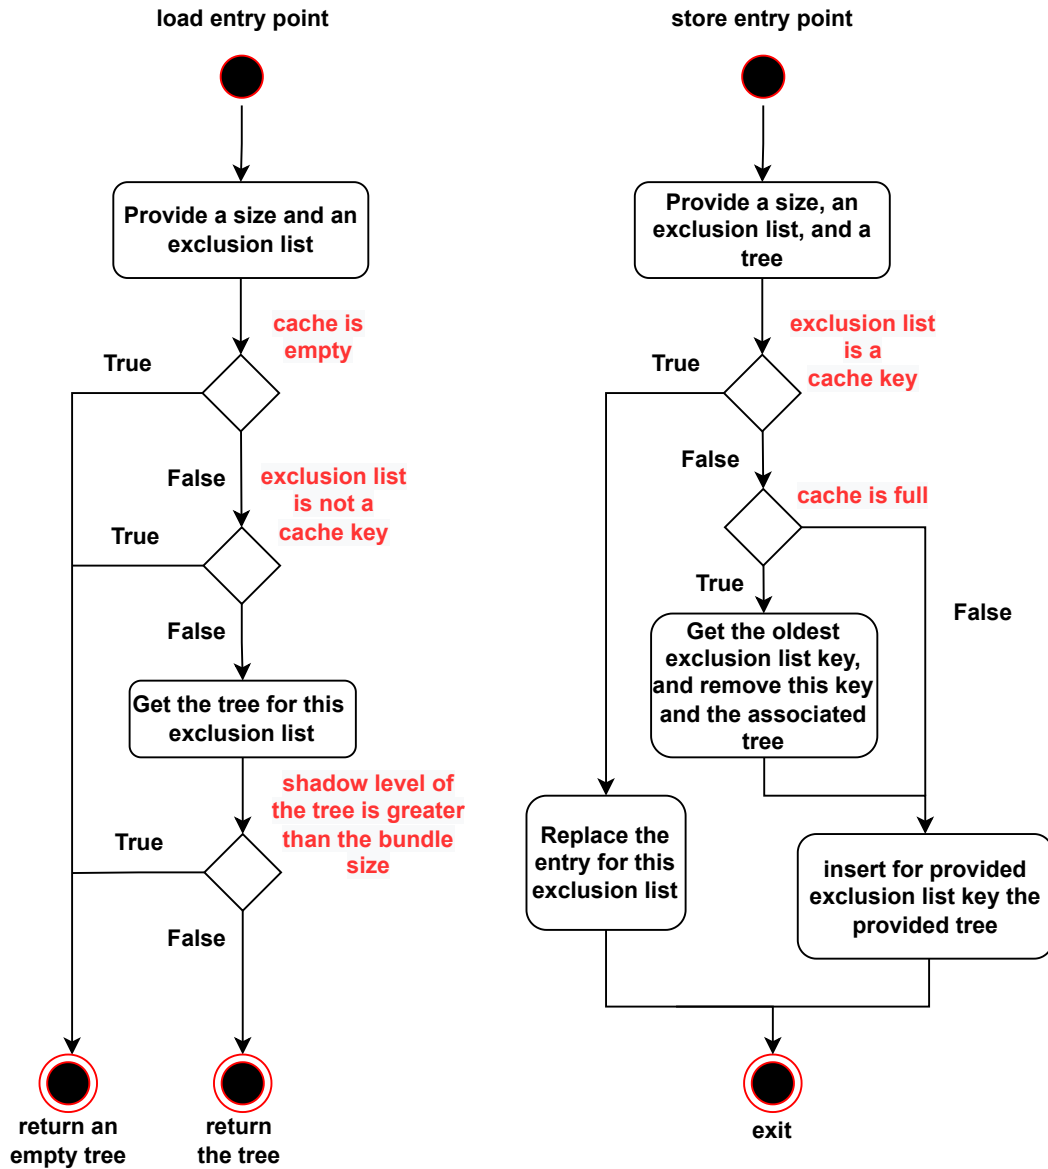 load entry point
Provide a size and an
exclusion list
cache is
empty
True
False
exclusion list
is not a
cache key
True
False
Get the tree for this
exclusion list
shadow level of
the tree is greater
than the bundle
size
True
False
return an
empty tree
return
the tree
store entry point
Provide a size, an
exclusion list, and a
tree
exclusion list
is a
cache key
True
False
cache is full
True
False
Get the oldest
exclusion list key,
and remove this key
and the associated
tree
Replace the
entry for this
exclusion list
insert for provided
exclusion list key the
provided tree
exit